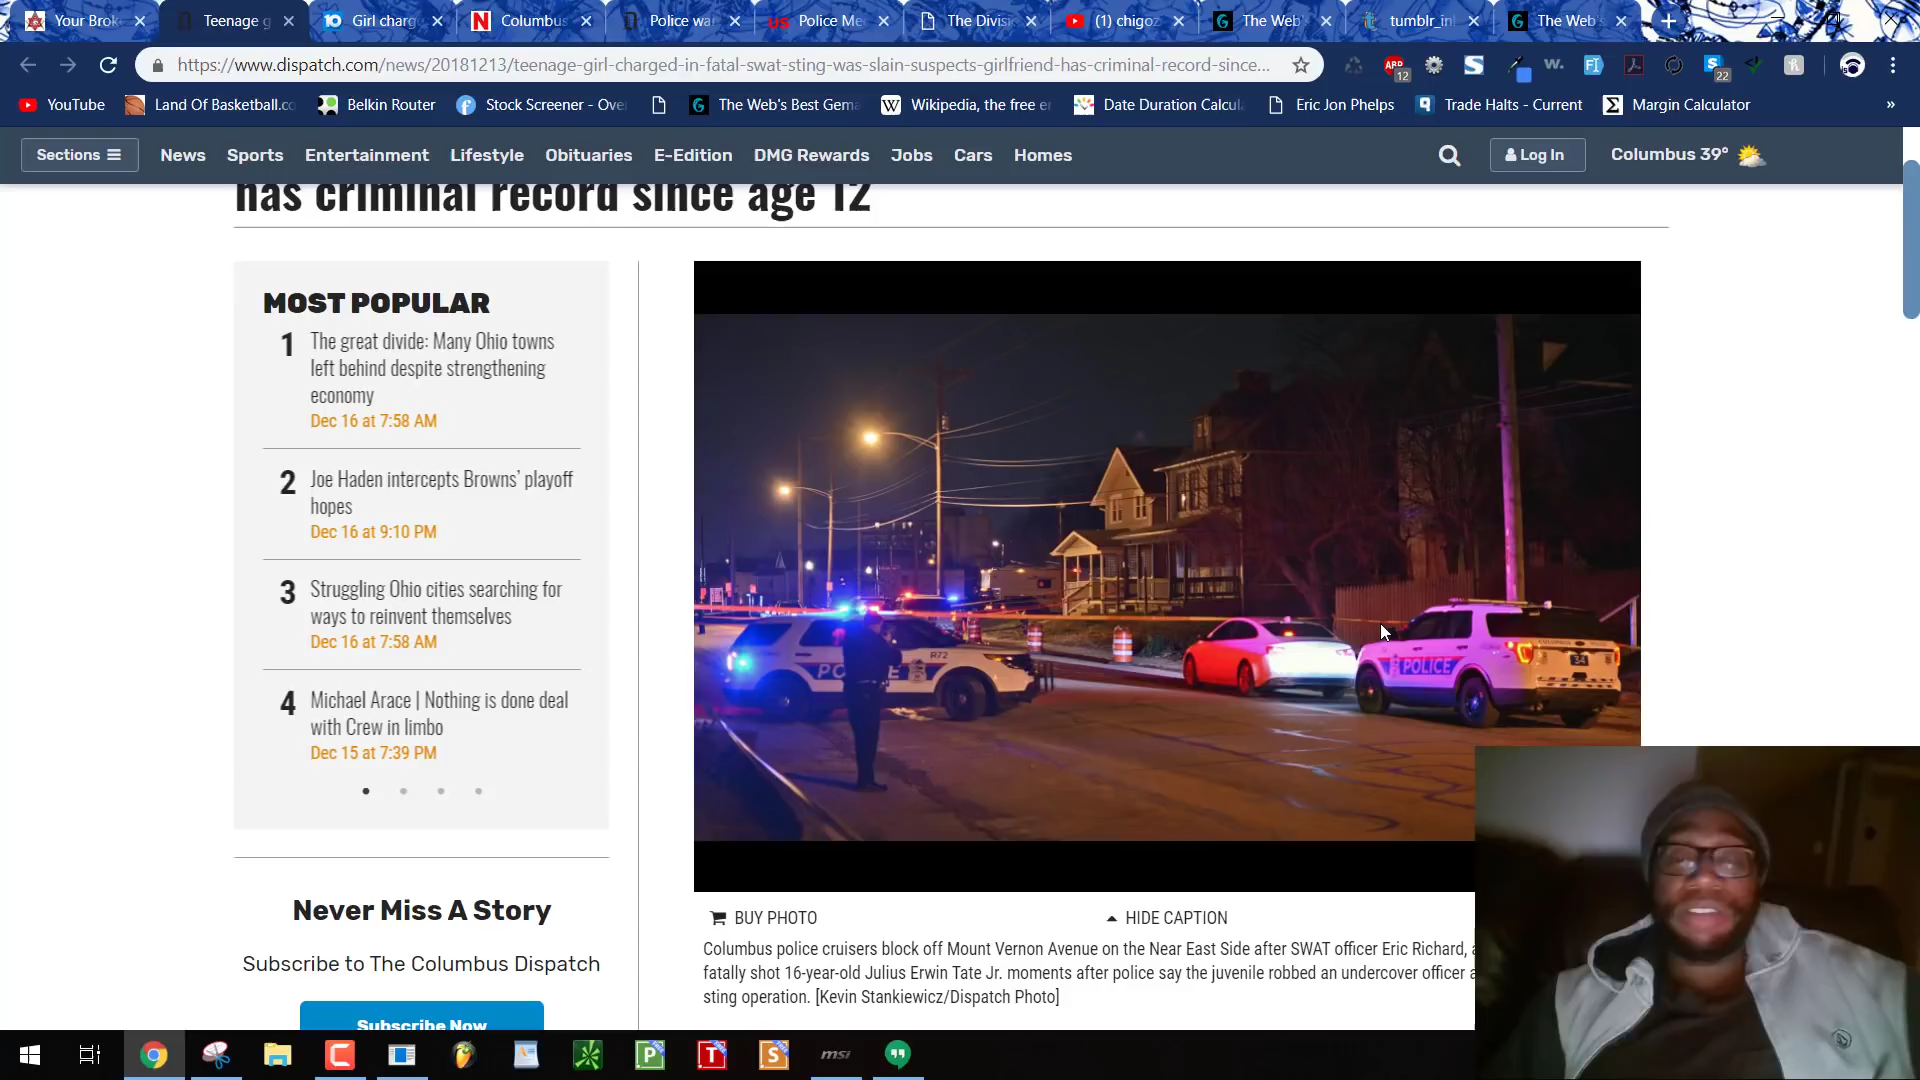 Your Brok
Teenage g
Girl charg
Columbus
Police wa
Police Me
The Divisi
(1) chigoz
The Web's
tumblr_in
The Web's
https://www.dispatch.com/news/20181213/teenage-girl-charged-in-fatal-swat-sting-was-slain-suspects-girlfriend-has-criminal-record-since...
ABP
12
22
YouTube
Land Of Basketball.co
Belkin Router
Stock Screener - Ove
The Web's Best Gema
Wikipedia, the free e
Date Duration Calcul
Eric Jon Phelps
Trade Halts - Current
Margin Calculator
Sections
News
Sports
Entertainment
Lifestyle
Obituaries
E-Edition
DMG Rewards
Jobs
Cars
Homes
Log In
Columbus 39°
has criminal record since age 12
MOST POPULAR
1
The great divide: Many Ohio towns
left behind despite strengthening
economy
Dec 16 at 7:58 AM
2
Joe Haden intercepts Browns' playoff
hopes
Dec 16 at 9:10 PM
3
Struggling Ohio cities searching for
ways to reinvent themselves
Dec 16 at 7:58 AM
4
Michael Arace | Nothing is done deal
with Crew in limbo
Dec 15 at 7:39 PM
R72
POLICE
34
BUY PHOTO
HIDE CAPTION
Columbus police cruisers block off Mount Vernon Avenue on the Near East Side after SWAT officer Eric Richard, a
fatally shot 16-year-old Julius Erwin Tate Jr. moments after police say the juvenile robbed an undercover officer a
sting operation. [Kevin Stankiewicz/Dispatch Photo]
Never Miss A Story
Subscribe to The Columbus Dispatch
Subscribe Now
P
T
S
msi